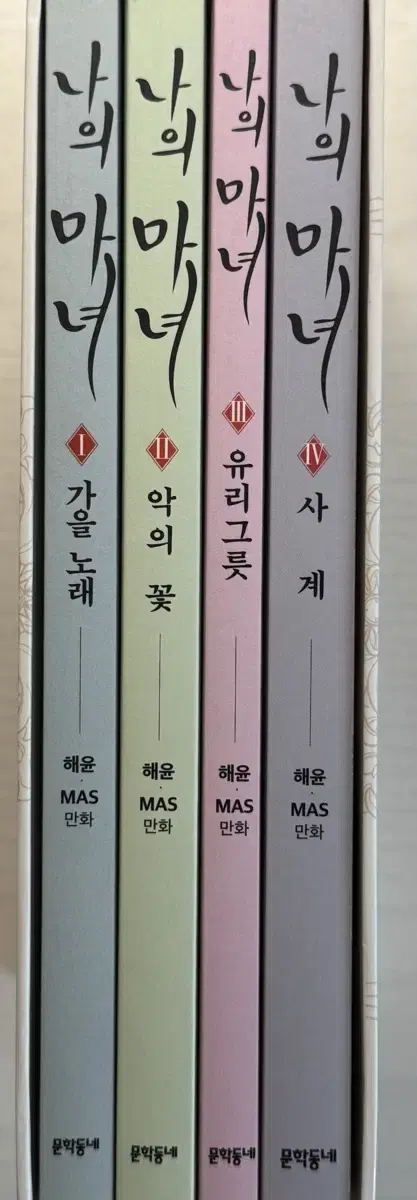 나의
마녀
I
가을 노래
해윤
·
MAS
만화
문학동네
나의
마녀
II
악의 꽃
해윤
·
MAS
만화
문학동네
나의
마녀
III
유리그릇
해윤
·
MAS
만화
문학동네
나의
마녀
IV
사계
해윤
·
MAS
만화
문학동네